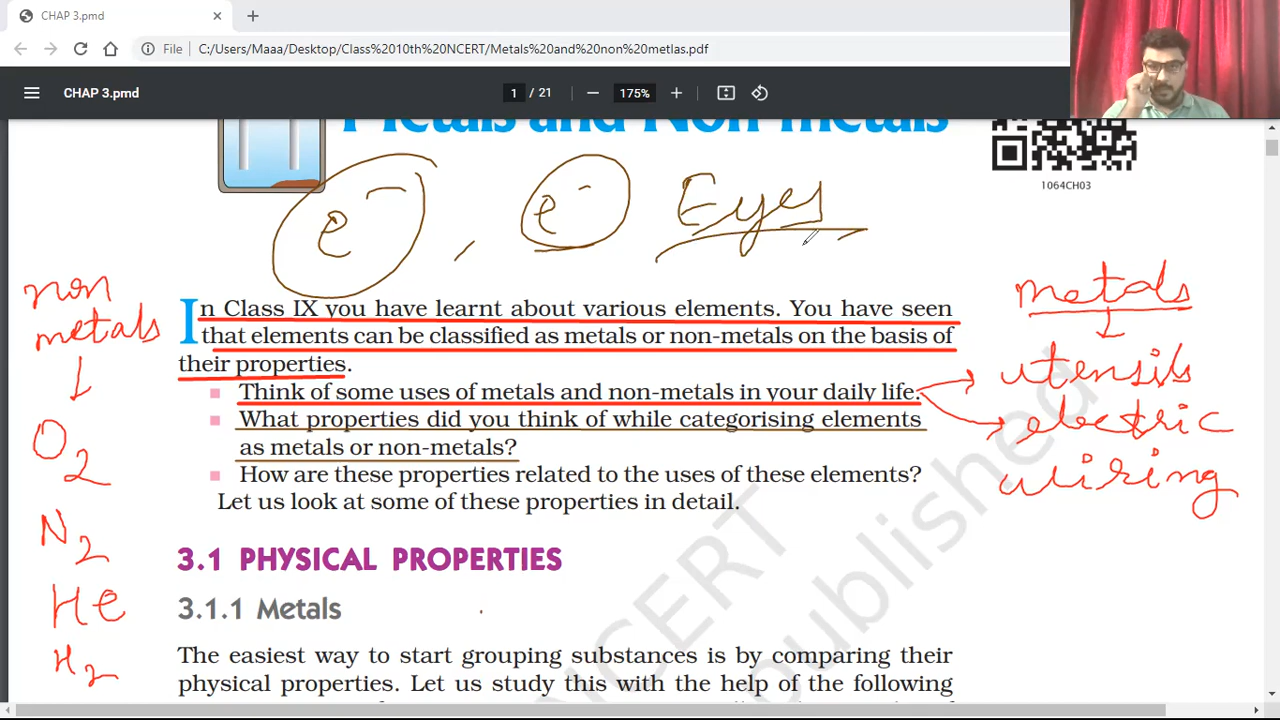 CHAP 3.pmd
File C:/Users/Maaa/Desktop/Class%2010th%20NCERT/Metals%20and%20non%20metlas.pdf
CHAP 3.pmd 1 / 21 175%
Metals and Non-metals
1064CH03
e⁻ , e⁻ Eyes
non
metals
O2
N2
He
H2
In Class IX you have learnt about various elements. You have seen
that elements can be classified as metals or non-metals on the basis of
their properties.
Think of some uses of metals and non-metals in your daily life.
What properties did you think of while categorising elements
as metals or non-metals?
How are these properties related to the uses of these elements?
Let us look at some of these properties in detail.
metals
utensils
electric
wiring
3.1 PHYSICAL PROPERTIES
3.1.1 Metals
The easiest way to start grouping substances is by comparing their
physical properties. Let us study this with the help of the following
NCERT
published